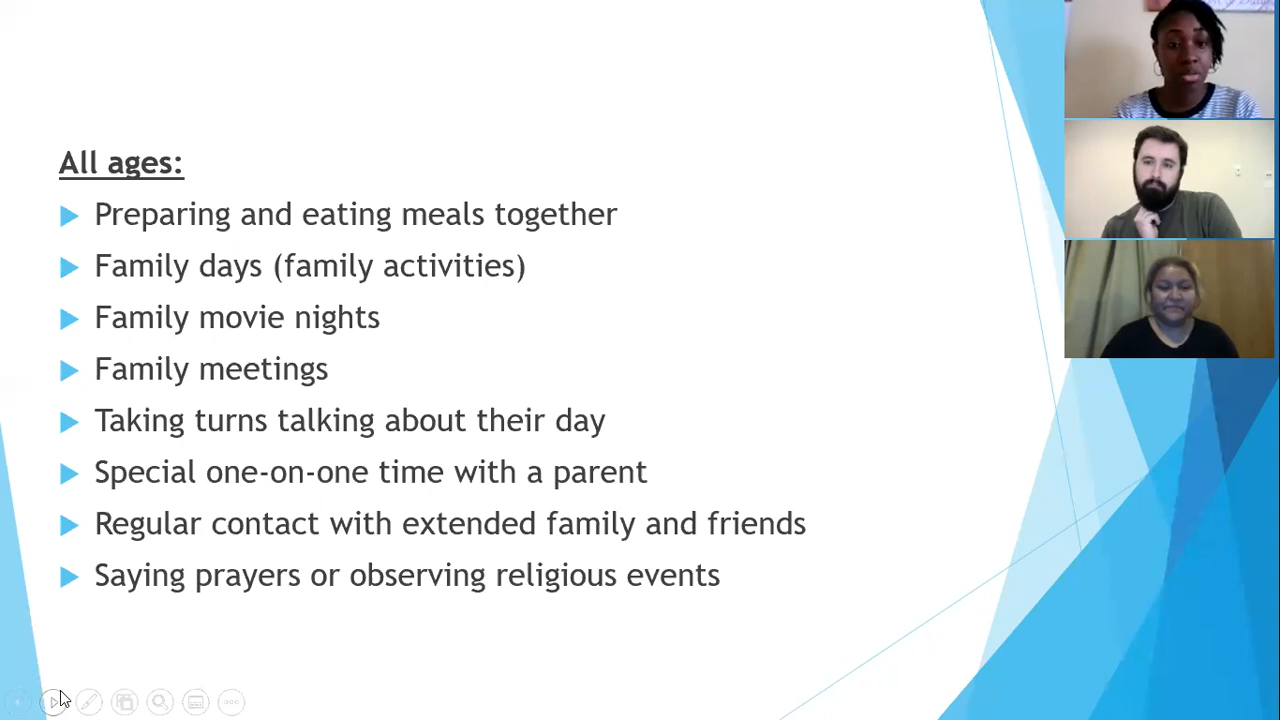 All ages:
Preparing and eating meals together
Family days (family activities)
Family movie nights
Family meetings
Taking turns talking about their day
Special one-on-one time with a parent
Regular contact with extended family and friends
Saying prayers or observing religious events